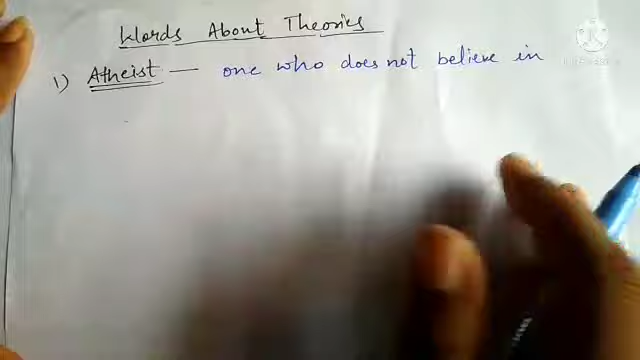 Words About Theories
1) Atheist — one who does not believe in